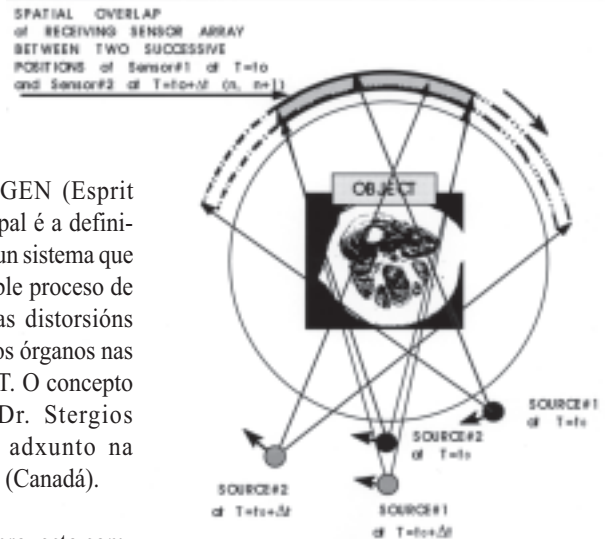 SPATIAL OVERLAP
of RECEIVING SENSOR ARRAY
BETWEEN TWO SUCCESSIVE
POSITIONS of Sensor#1 at T=to
and Sensor#2 at T=to+Δt (n, n+1)
OBJECT
GEN (Esprit
pal é a defini-
un sistema que
ble proceso de
as distorsións
os órganos nas
T. O concepto
Dr. Stergios
adxunto na
(Canadá).
SOURCE#1
at T=to
SOURCE#2
at T=to
SOURCE#2
at T=to+Δt
SOURCE#1
at T=to+Δt